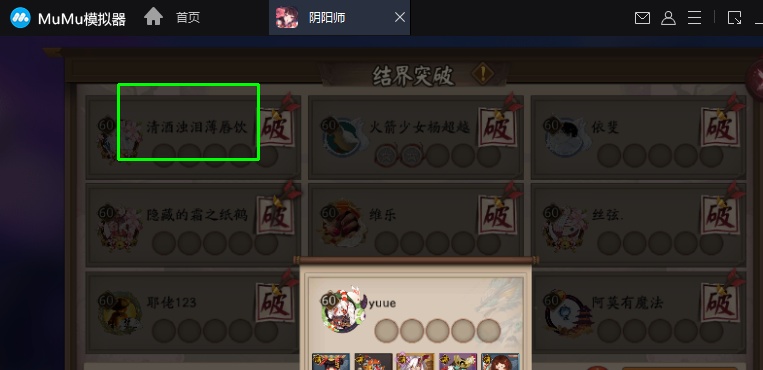 MuMu模拟器 首页 阴阳师
结界突破
60 清酒浊泪薄唇饮 破
60 火箭少女杨超越 破
60 依斐 破
60 隐藏的霜之纸鹤 破
60 维乐 破
60 丝弦. 破
60 耶佬123 破
60 yuue
60 阿莫有魔法 破